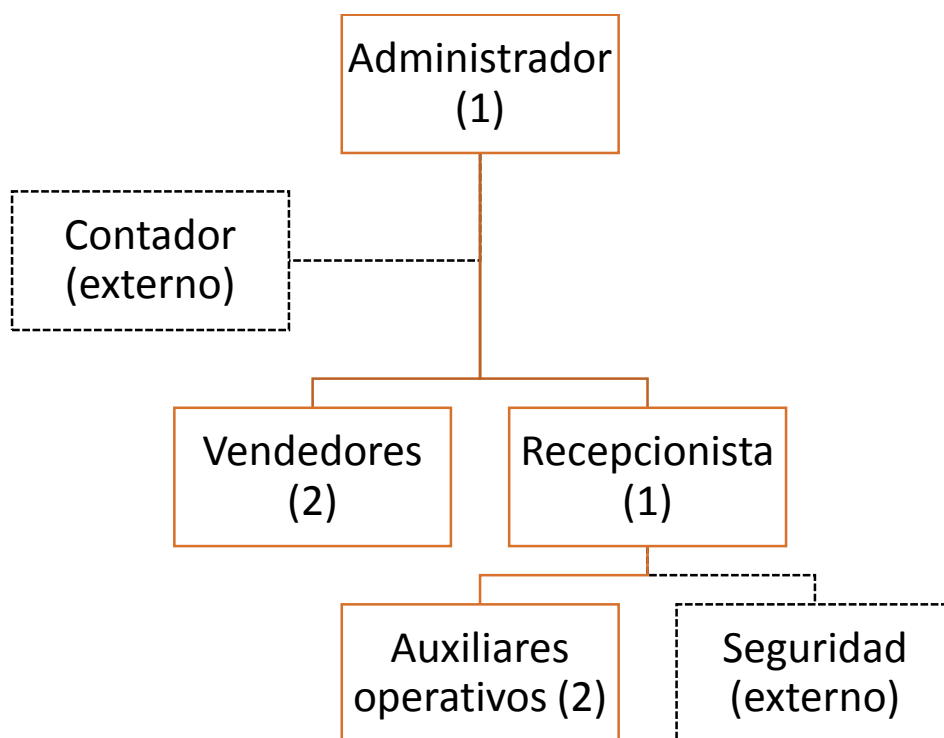 Administrador
(1)
Contador
(externo)
Vendedores
(2)
Recepcionista
(1)
Auxiliares
operativos (2)
Seguridad
(externo)